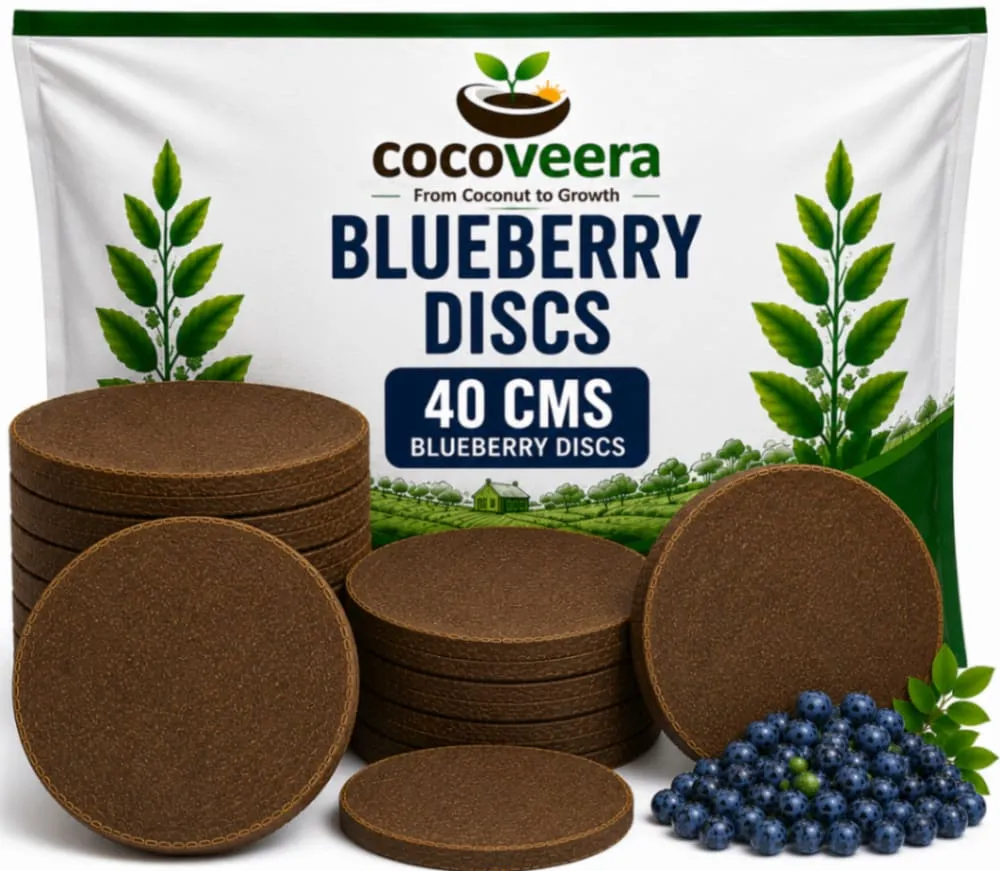 cocoveera
From Coconut to Growth
BLUEBERRY
DISCS
40 CMS
BLUEBERRY DISCS